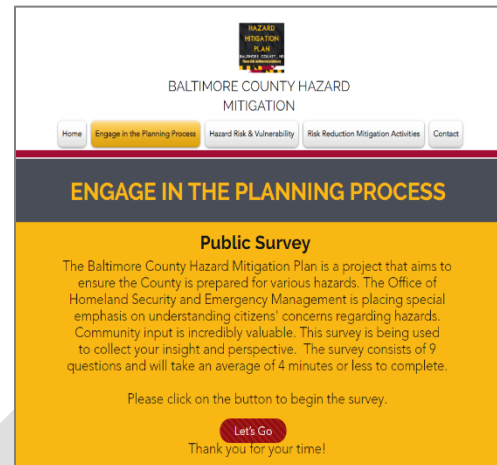 HAZARD
MITIGATION
PLAN
BALTIMORE COUNTY, MD
BALTIMORE COUNTY HAZARD
MITIGATION
Home
Engage in the Planning Process
Hazard Risk & Vulnerability
Risk Reduction Mitigation Activities
Contact
ENGAGE IN THE PLANNING PROCESS
Public Survey
The Baltimore County Hazard Mitigation Plan is a project that aims to
ensure the County is prepared for various hazards. The Office of
Homeland Security and Emergency Management is placing special
emphasis on understanding citizens' concerns regarding hazards.
Community input is incredibly valuable. This survey is being used
to collect your insight and perspective. The survey consists of 9
questions and will take an average of 4 minutes or less to complete.
Please click on the button to begin the survey.
Let's Go
Thank you for your time!